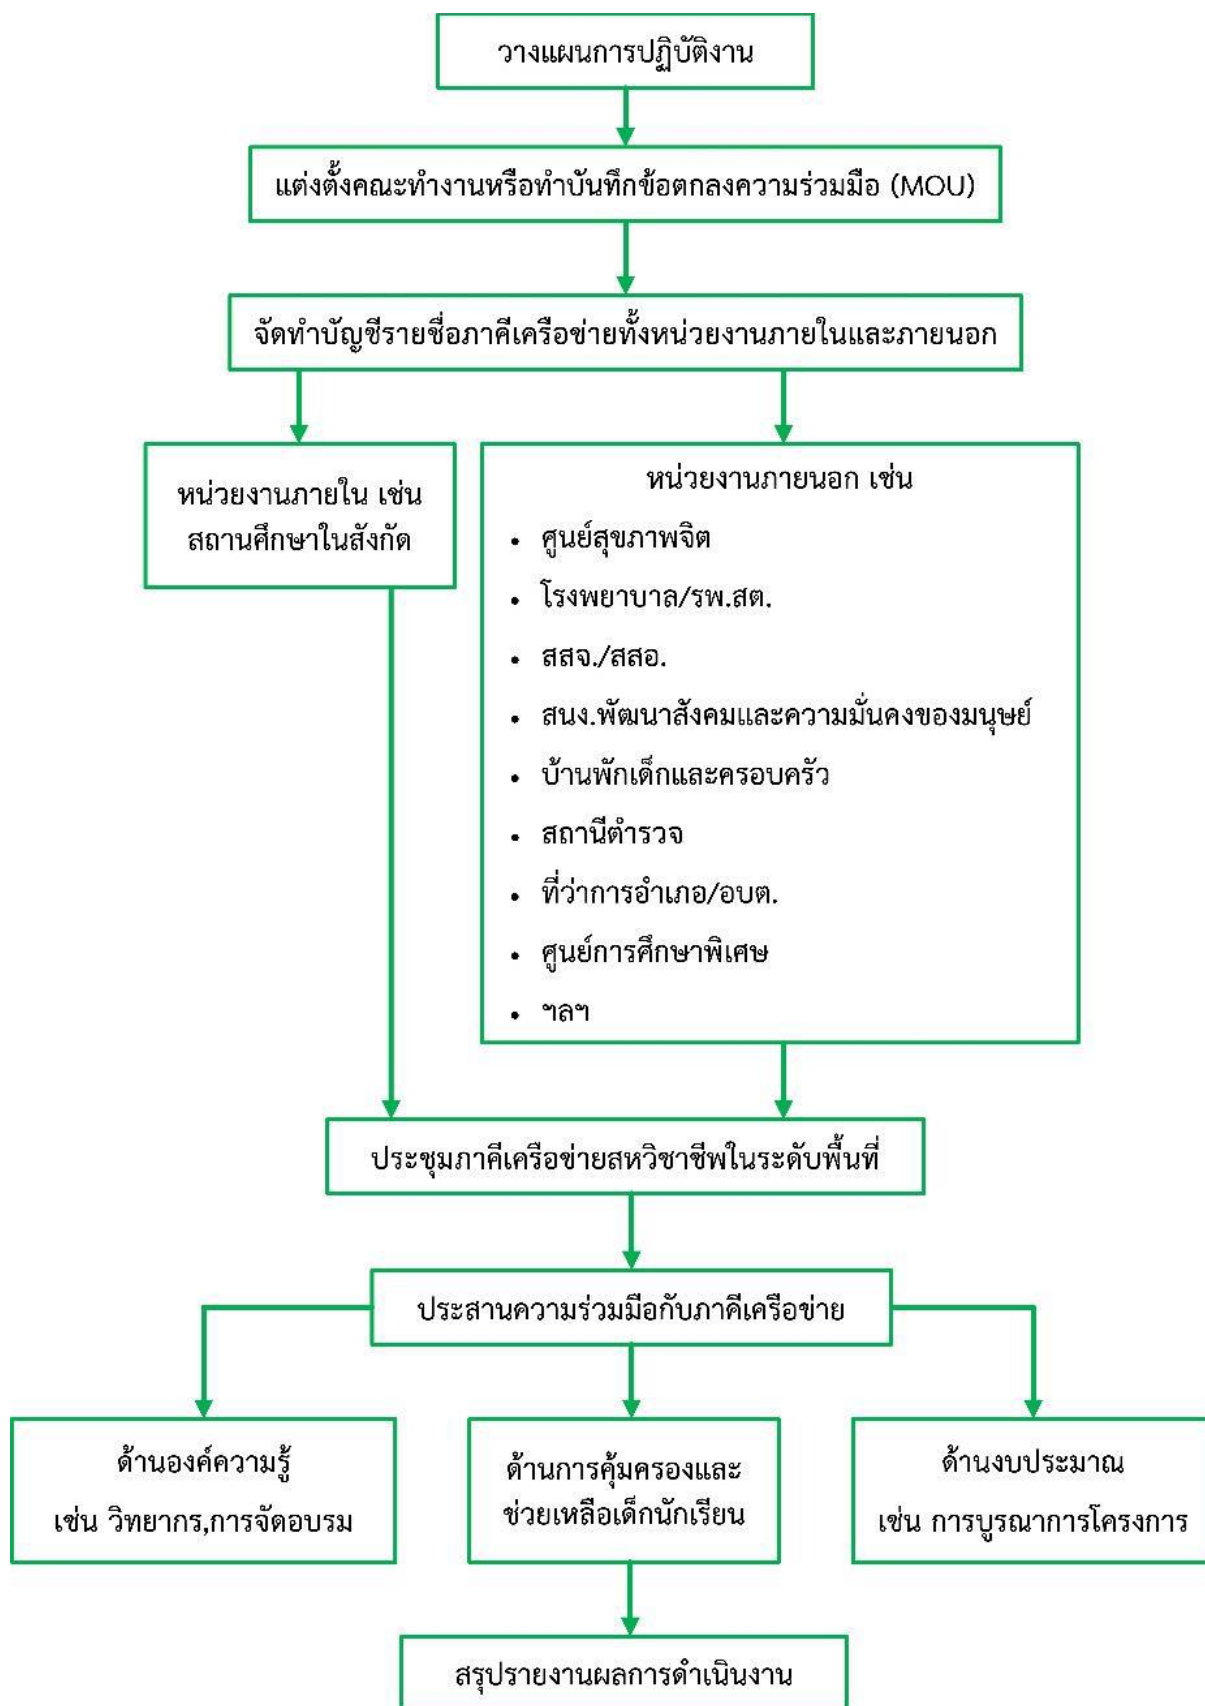 วางแผนการปฏิบัติงาน
แต่งตั้งคณะทำงานหรือทำบันทึกข้อตกลงความร่วมมือ (MOU)
จัดทำบัญชีรายชื่อภาคีเครือข่ายทั้งหน่วยงานภายในและภายนอก
หน่วยงานภายใน เช่น
สถานศึกษาในสังกัด
หน่วยงานภายนอก เช่น
• ศูนย์สุขภาพจิต
• โรงพยาบาล/รพ.สต.
• สสจ./สสอ.
• สนง.พัฒนาสังคมและความมั่นคงของมนุษย์
• บ้านพักเด็กและครอบครัว
• สถานีตำรวจ
• ที่ว่าการอำเภอ/อบต.
• ศูนย์การศึกษาพิเศษ
• ฯลฯ
ประชุมภาคีเครือข่ายสหวิชาชีพในระดับพื้นที่
ประสานความร่วมมือกับภาคีเครือข่าย
ด้านองค์ความรู้
เช่น วิทยากร,การจัดอบรม
ด้านการคุ้มครองและ
ช่วยเหลือเด็กนักเรียน
ด้านงบประมาณ
เช่น การบูรณาการโครงการ
สรุปรายงานผลการดำเนินงาน